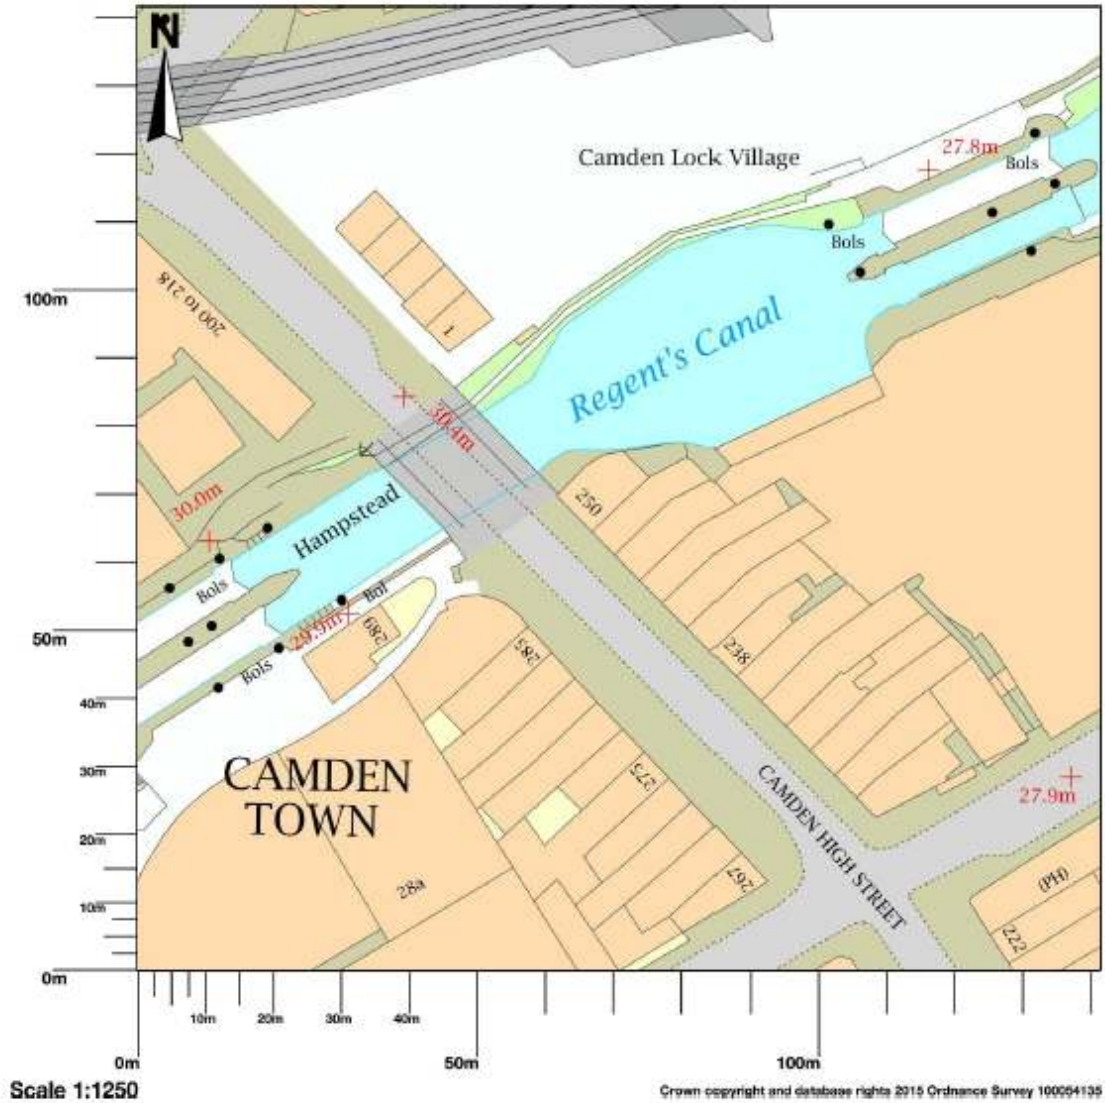 N
Camden Lock Village
27.8m
Bols
Bols
200 to 218
100m
1
Regent's Canal
30.4m
30.0m
Hampstead
250
Bols
Bol
289
29.9m
50m
285
238
Bols
40m
30m
CAMDEN
TOWN
275
CAMDEN HIGH STREET
27.9m
20m
28a
267
(PH)
10m
222
0m
10m
20m
30m
40m
0m
50m
100m
Scale 1:1250
Crown copyright and database rights 2015 Ordnance Survey 100054135